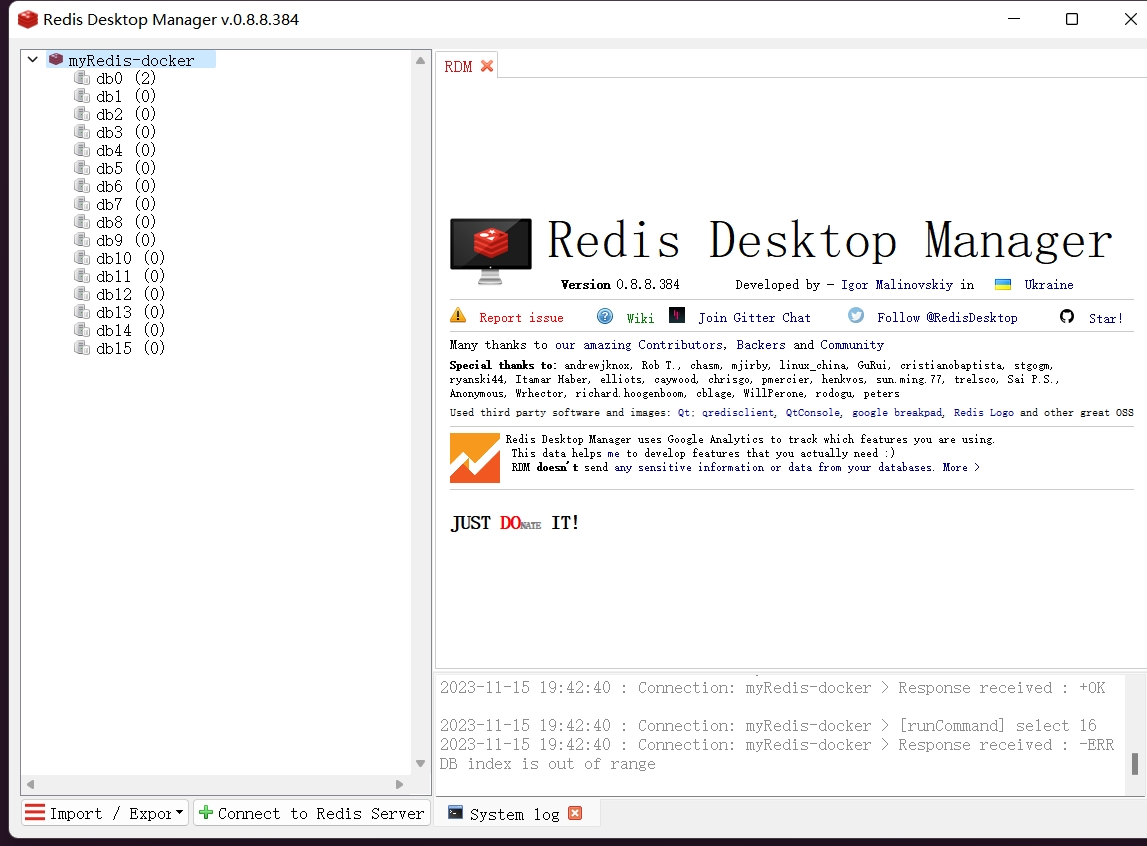 Redis Desktop Manager v.0.8.8.384
myRedis-docker
db0 (2)
db1 (0)
db2 (0)
db3 (0)
db4 (0)
db5 (0)
db6 (0)
db7 (0)
db8 (0)
db9 (0)
db10 (0)
db11 (0)
db12 (0)
db13 (0)
db14 (0)
db15 (0)
Import / Expor
Connect to Redis Server
RDM
Redis Desktop Manager
Version 0.8.8.384 Developed by - Igor Malinovskiy in Ukraine
Report issue Wiki Join Gitter Chat Follow @RedisDesktop Star!
Many thanks to our amazing Contributors, Backers and Community
Special thanks to: andrewjknox, Rob T., chasm, mjirby, linux_china, GuRui, cristianobaptista, stgogm,
ryanski44, Itamar Haber, elliots, caywood, chrisgo, pmercier, henkvos, sun.ming.77, trelsco, Sai P.S.,
Anonymous, Wrhector, richard.hoogenboom, cblage, WillPerone, rodogu, peters
Used third party software and images: Qt; qredisclient, QtConsole, google breakpad, Redis Logo and other great OSS
Redis Desktop Manager uses Google Analytics to track which features you are using.
This data helps me to develop features that you actually need :)
RDM doesn't send any sensitive information or data from your databases. More >
JUST DONATE IT!
2023-11-15 19:42:40 : Connection: myRedis-docker > Response received : +OK
2023-11-15 19:42:40 : Connection: myRedis-docker > [runCommand] select 16
2023-11-15 19:42:40 : Connection: myRedis-docker > Response received : -ERR
DB index is out of range
System log